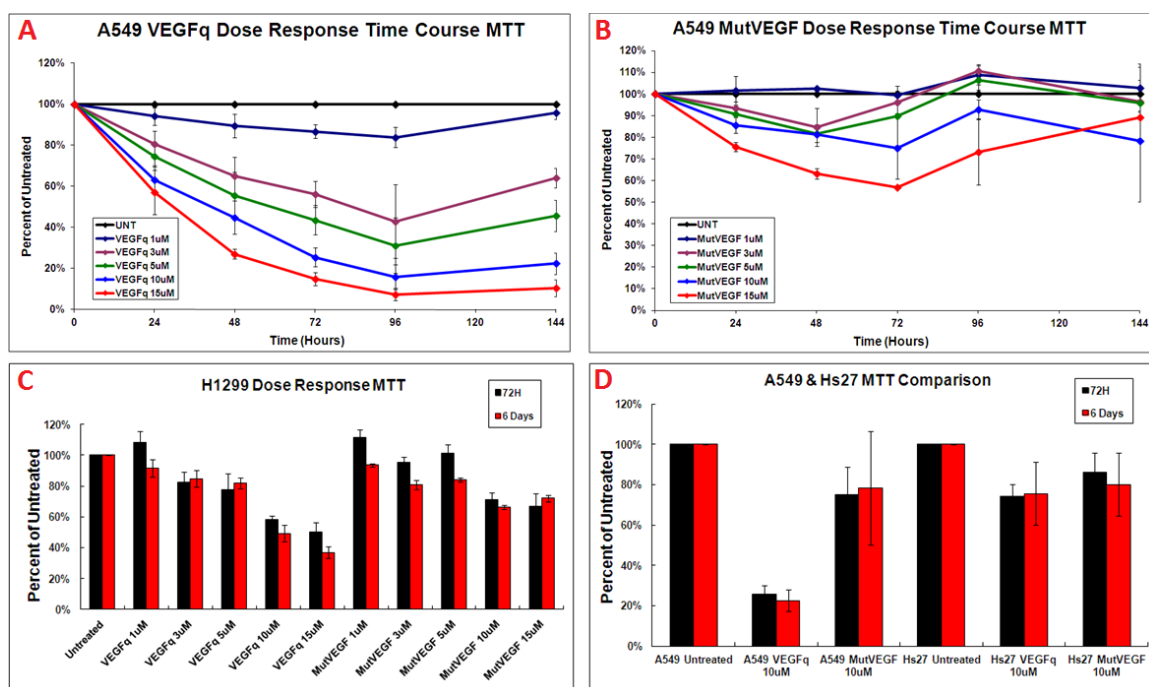 A
A549 VEGFq Dose Response Time Course MTT
Percent of Untreated
120%
100%
80%
60%
40%
20%
0%
UNT
VEGFq 1uM
VEGFq 3uM
VEGFq 5uM
VEGFq 10uM
VEGFq 15uM
0 24 48 72 96 120 144
Time (Hours)
B
A549 MutVEGF Dose Response Time Course MTT
Percent of Untreated
120%
110%
100%
90%
80%
70%
60%
50%
40%
30%
20%
10%
0%
UNT
MutVEGF 1uM
MutVEGF 3uM
MutVEGF 5uM
MutVEGF 10uM
MutVEGF 15uM
0 24 48 72 96 120 144
Time (Hours)
C
H1299 Dose Response MTT
72H
6 Days
Percent of Untreated
120%
100%
80%
60%
40%
20%
0%
Untreated
VEGFq 1uM
VEGFq 3uM
VEGFq 5uM
VEGFq 10uM
VEGFq 15uM
MutVEGF 1uM
MutVEGF 3uM
MutVEGF 5uM
MutVEGF 10uM
MutVEGF 15uM
D
A549 & Hs27 MTT Comparison
72H
6 Days
Percent of Untreated
120%
100%
80%
60%
40%
20%
0%
A549 Untreated
A549 VEGFq
10uM
A549 MutVEGF
10uM
Hs27 Untreated
Hs27 VEGFq
10uM
Hs27 MutVEGF
10uM